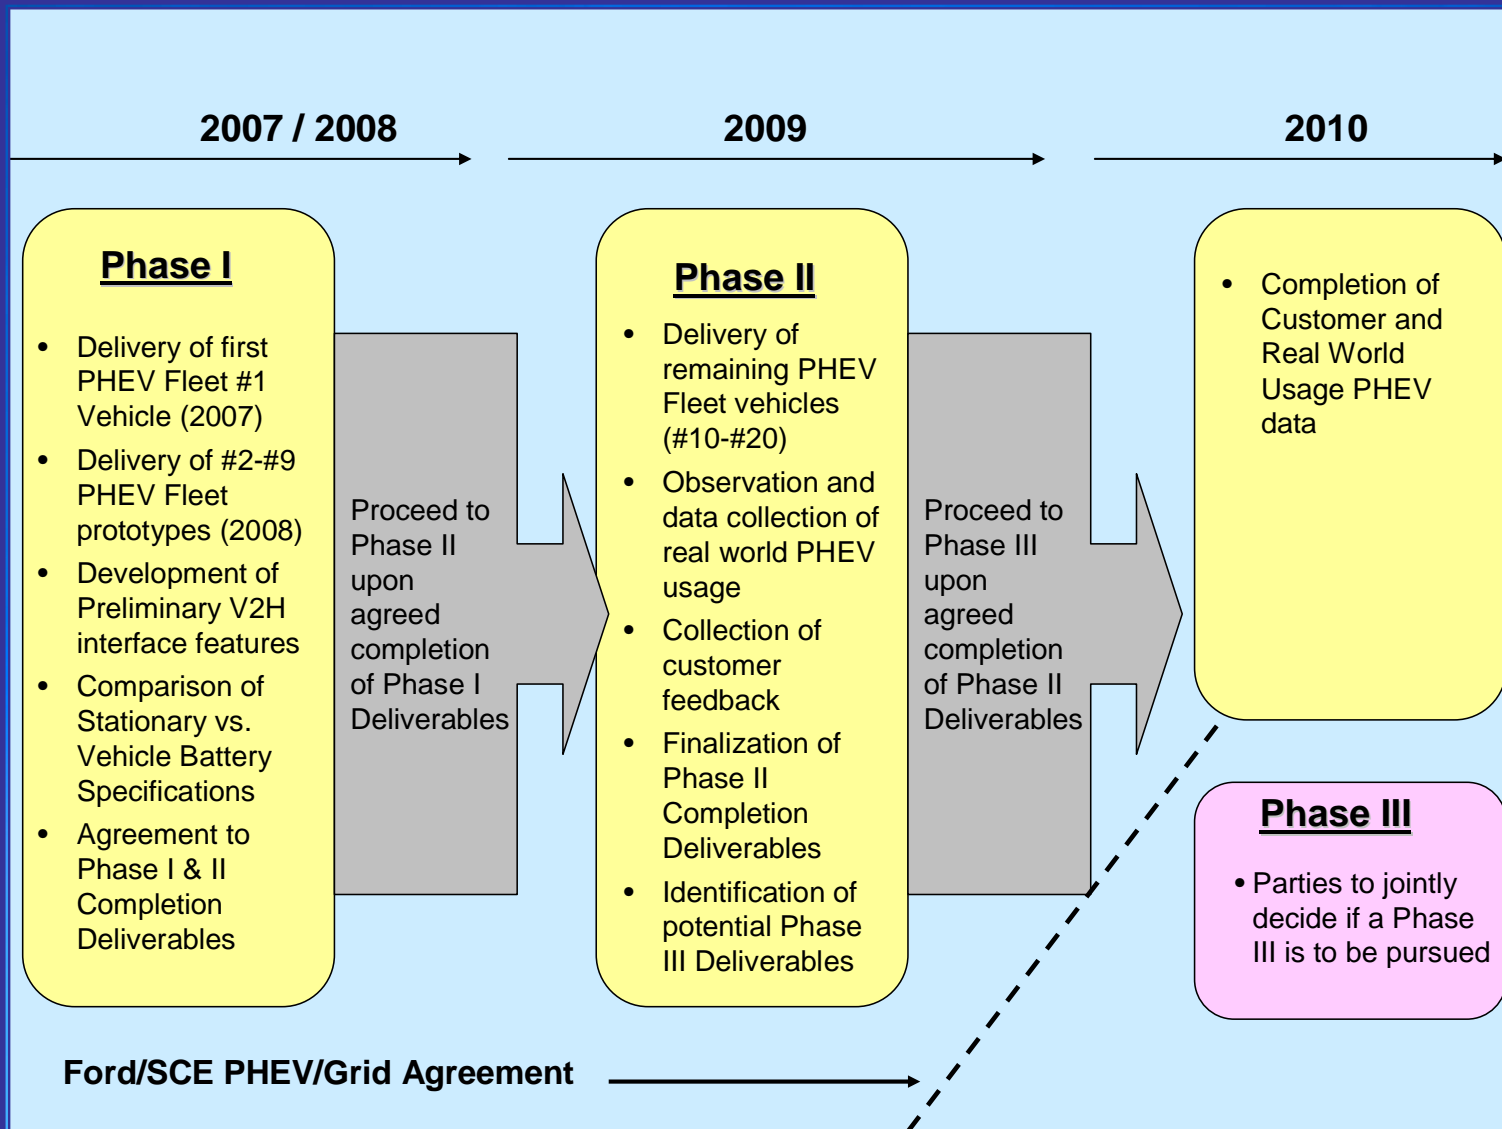 2007 / 2008
2009
2010
Phase I
• Delivery of first
PHEV Fleet #1
Vehicle (2007)
• Delivery of #2-#9
PHEV Fleet
prototypes (2008)
• Development of
Preliminary V2H
interface features
• Comparison of
Stationary vs.
Vehicle Battery
Specifications
• Agreement to
Phase I & II
Completion
Deliverables
Proceed to
Phase II
upon
agreed
completion
of Phase I
Deliverables
Phase II
• Delivery of
remaining PHEV
Fleet vehicles
(#10-#20)
• Observation and
data collection of
real world PHEV
usage
• Collection of
customer
feedback
• Finalization of
Phase II
Completion
Deliverables
• Identification of
potential Phase
III Deliverables
Proceed to
Phase III
upon
agreed
completion
of Phase II
Deliverables
• Completion of
Customer and
Real World
Usage PHEV
data
Phase III
• Parties to jointly
decide if a Phase
III is to be pursued
Ford/SCE PHEV/Grid Agreement